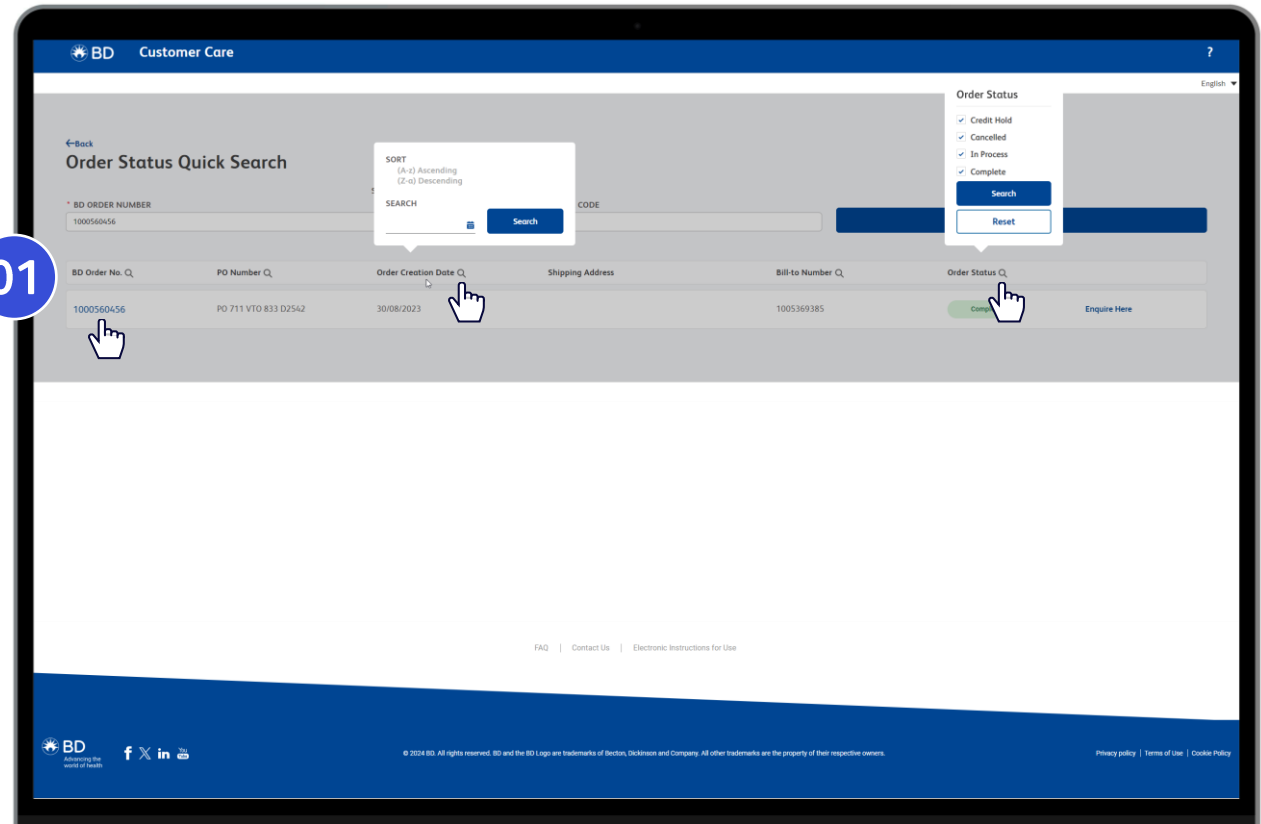 BD Customer Care ?
English
Order Status
Credit Hold
Cancelled
In Process
Complete
Search
Reset
Back
Order Status Quick Search
SORT
(A-z) Ascending
(Z-a) Descending
SEARCH
Search
* BD ORDER NUMBER
CODE
1000560456
01
BD Order No. PO Number Order Creation Date Shipping Address Bill-to Number Order Status
1000560456 PO 711 VTO 833 D2542 30/08/2023 1005369385 Enquire Here
FAQ | Contact Us | Electronic Instructions for Use
BD
Advancing the
world of health
f X in You Tube
© 2024 BD. All rights reserved. BD and the BD Logo are trademarks of Becton, Dickinson and Company. All other trademarks are the property of their respective owners.
Privacy policy | Terms of Use | Cookie Policy